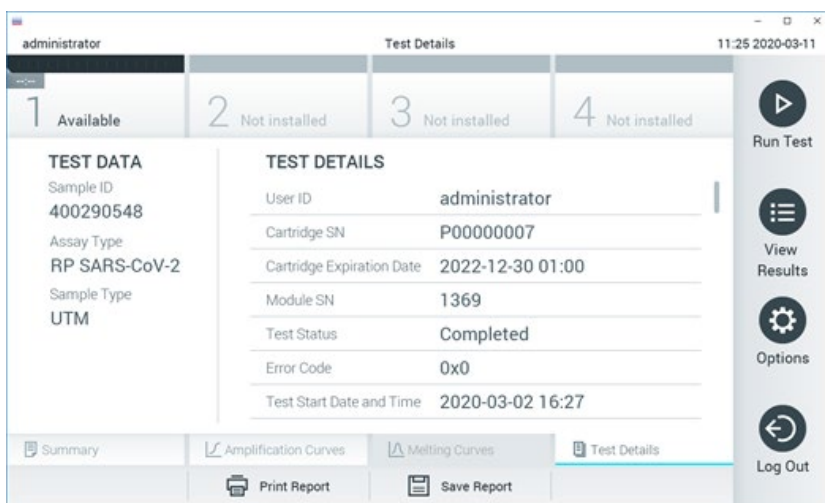 administrator Test Details 11:25 2020-03-11
--:--
1 Available 2 Not installed 3 Not installed 4 Not installed
Run Test
TEST DATA
Sample ID
400290548
Assay Type
RP SARS-CoV-2
Sample Type
UTM
TEST DETAILS
User ID administrator
Cartridge SN P00000007
Cartridge Expiration Date 2022-12-30 01:00
Module SN 1369
Test Status Completed
Error Code 0x0
Test Start Date and Time 2020-03-02 16:27
View
Results
Options
Log Out
Summary Amplification Curves Melting Curves Test Details
Print Report Save Report